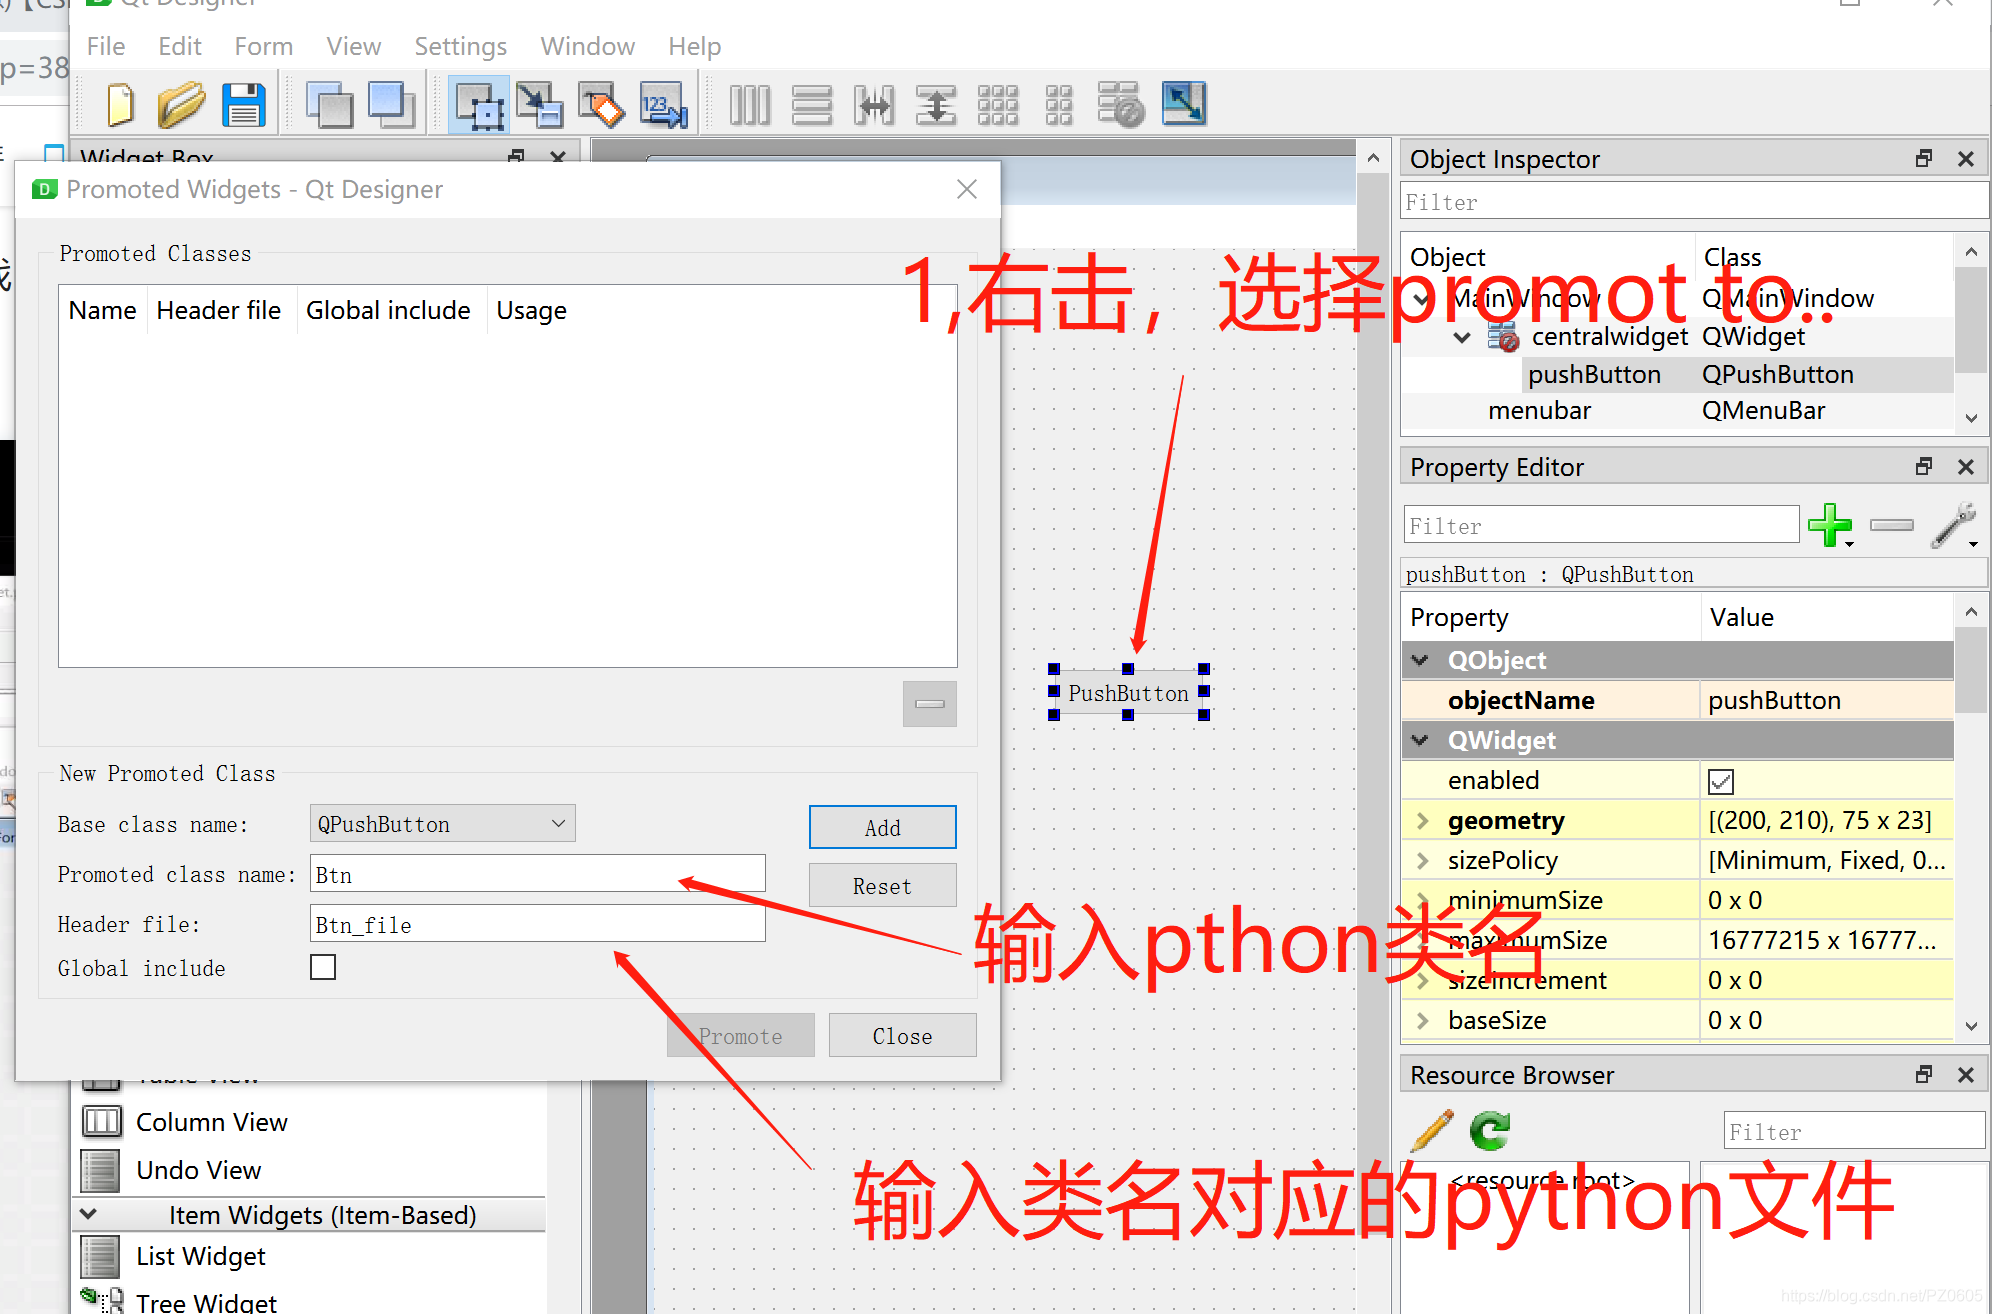 Qt Designer
File Edit Form View Settings Window Help
p=38
Widget Box
Promoted Widgets - Qt Designer
Promoted Classes
Name Header file Global include Usage
New Promoted Class
Base class name: QPushButton
Add
Promoted class name: Btn
Reset
Header file: Btn_file
Global include
Promote Close
Table View
Column View
Undo View
Item Widgets (Item-Based)
List Widget
Tree Widget
1,右击，选择promot to..
PushButton
输入pthon类名
输入类名对应的python文件
Object Inspector
Filter
Object Class
MainWindow QMainWindow
centralwidget QWidget
pushButton QPushButton
menubar QMenuBar
Property Editor
Filter
pushButton : QPushButton
Property Value
QObject
objectName pushButton
QWidget
enabled
geometry [(200, 210), 75 x 23]
sizePolicy [Minimum, Fixed, 0...
minimumSize 0 x 0
maximumSize 16777215 x 16777...
sizeIncrement 0 x 0
baseSize 0 x 0
Resource Browser
Filter
<resource root>
https://blog.csdn.net/PZ0605